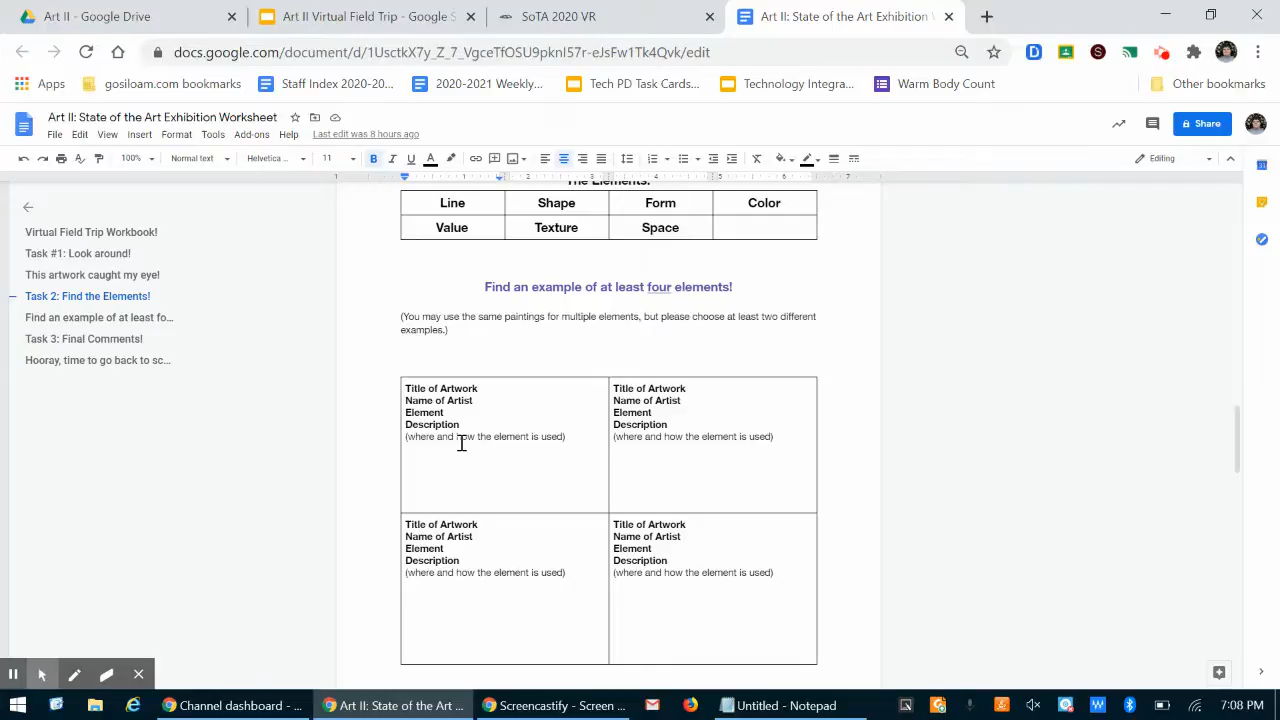 Art II - Google Drive
Art II Virtual Field Trip - Google S
SoTA 2020 VR
Art II: State of the Art Exhibition W
docs.google.com/document/d/1UsctkX7y_Z_7_VgceTfOSU9pknI57r-eJsFw1Tk4Qvk/edit
Apps
gosiloam.com bookmarks
Staff Index 2020-20...
2020-2021 Weekly...
Tech PD Task Cards...
Technology Integra...
Warm Body Count
Other bookmarks
Art II: State of the Art Exhibition Worksheet
File Edit View Insert Format Tools Add-ons Help Last edit was 8 hours ago
Share
100% Normal text Helvetica ... 11 B I U A Editing
Virtual Field Trip Workbook!
Task #1: Look around!
This artwork caught my eye!
Task 2: Find the Elements!
Find an example of at least fo...
Task 3: Final Comments!
Hooray, time to go back to sc...
The Elements:
Line Shape Form Color
Value Texture Space
Find an example of at least four elements!
(You may use the same paintings for multiple elements, but please choose at least two different
examples.)
Title of Artwork
Name of Artist
Element
Description
(where and how the element is used)
Title of Artwork
Name of Artist
Element
Description
(where and how the element is used)
Title of Artwork
Name of Artist
Element
Description
(where and how the element is used)
Title of Artwork
Name of Artist
Element
Description
(where and how the element is used)
Channel dashboard - ...
Art II: State of the Art ...
Screencastify - Screen ...
Untitled - Notepad
7:08 PM